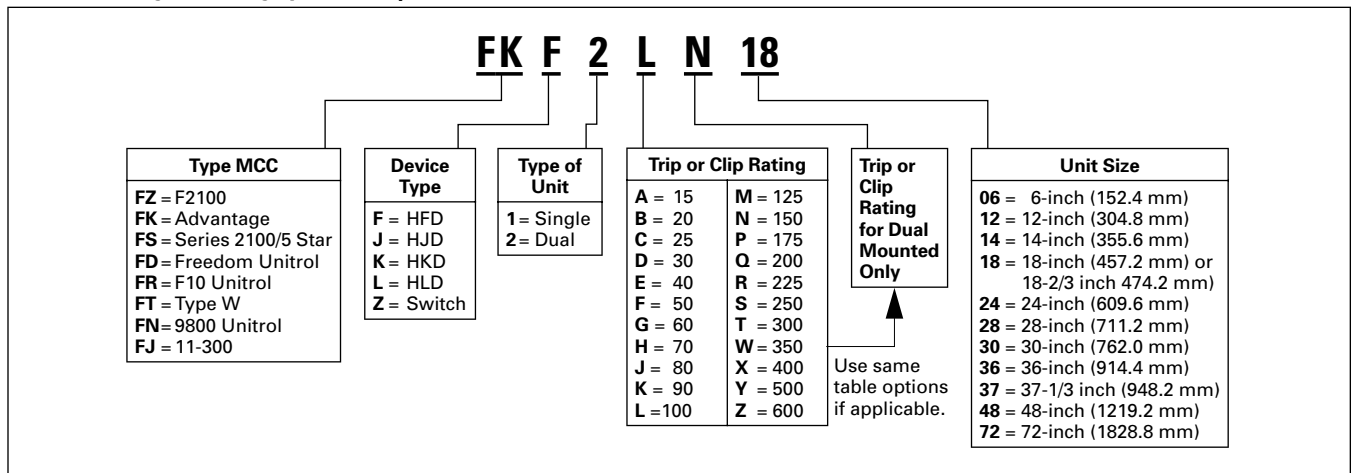 FK F 2 L N 18
Type MCC
FZ = F2100
FK = Advantage
FS = Series 2100/5 Star
FD = Freedom Unitrol
FR = F10 Unitrol
FT = Type W
FN = 9800 Unitrol
FJ = 11-300
Device
Type
F = HFD
J = HJD
K = HKD
L = HLD
Z = Switch
Type of
Unit
1 = Single
2 = Dual
Trip or Clip Rating
A = 15
B = 20
C = 25
D = 30
E = 40
F = 50
G = 60
H = 70
J = 80
K = 90
L =100
M = 125
N = 150
P = 175
Q = 200
R = 225
S = 250
T = 300
W = 350
X = 400
Y = 500
Z = 600
Trip or
Clip
Rating
for Dual
Mounted
Only
Use same
table options
if applicable.
Unit Size
06 = 6-inch (152.4 mm)
12 = 12-inch (304.8 mm)
14 = 14-inch (355.6 mm)
18 = 18-inch (457.2 mm) or
18-2/3 inch 474.2 mm)
24 = 24-inch (609.6 mm)
28 = 28-inch (711.2 mm)
30 = 30-inch (762.0 mm)
36 = 36-inch (914.4 mm)
37 = 37-1/3 inch (948.2 mm)
48 = 48-inch (1219.2 mm)
72 = 72-inch (1828.8 mm)